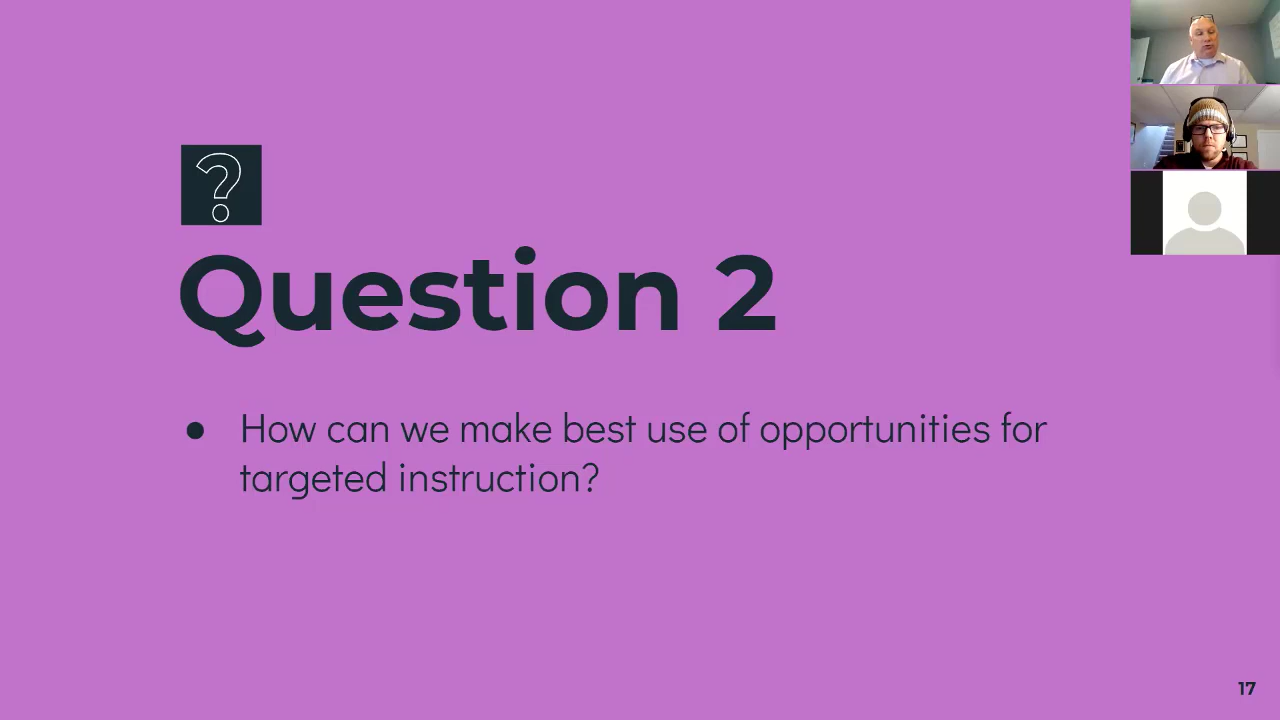 ?
Question 2
● How can we make best use of opportunities for
targeted instruction?
17